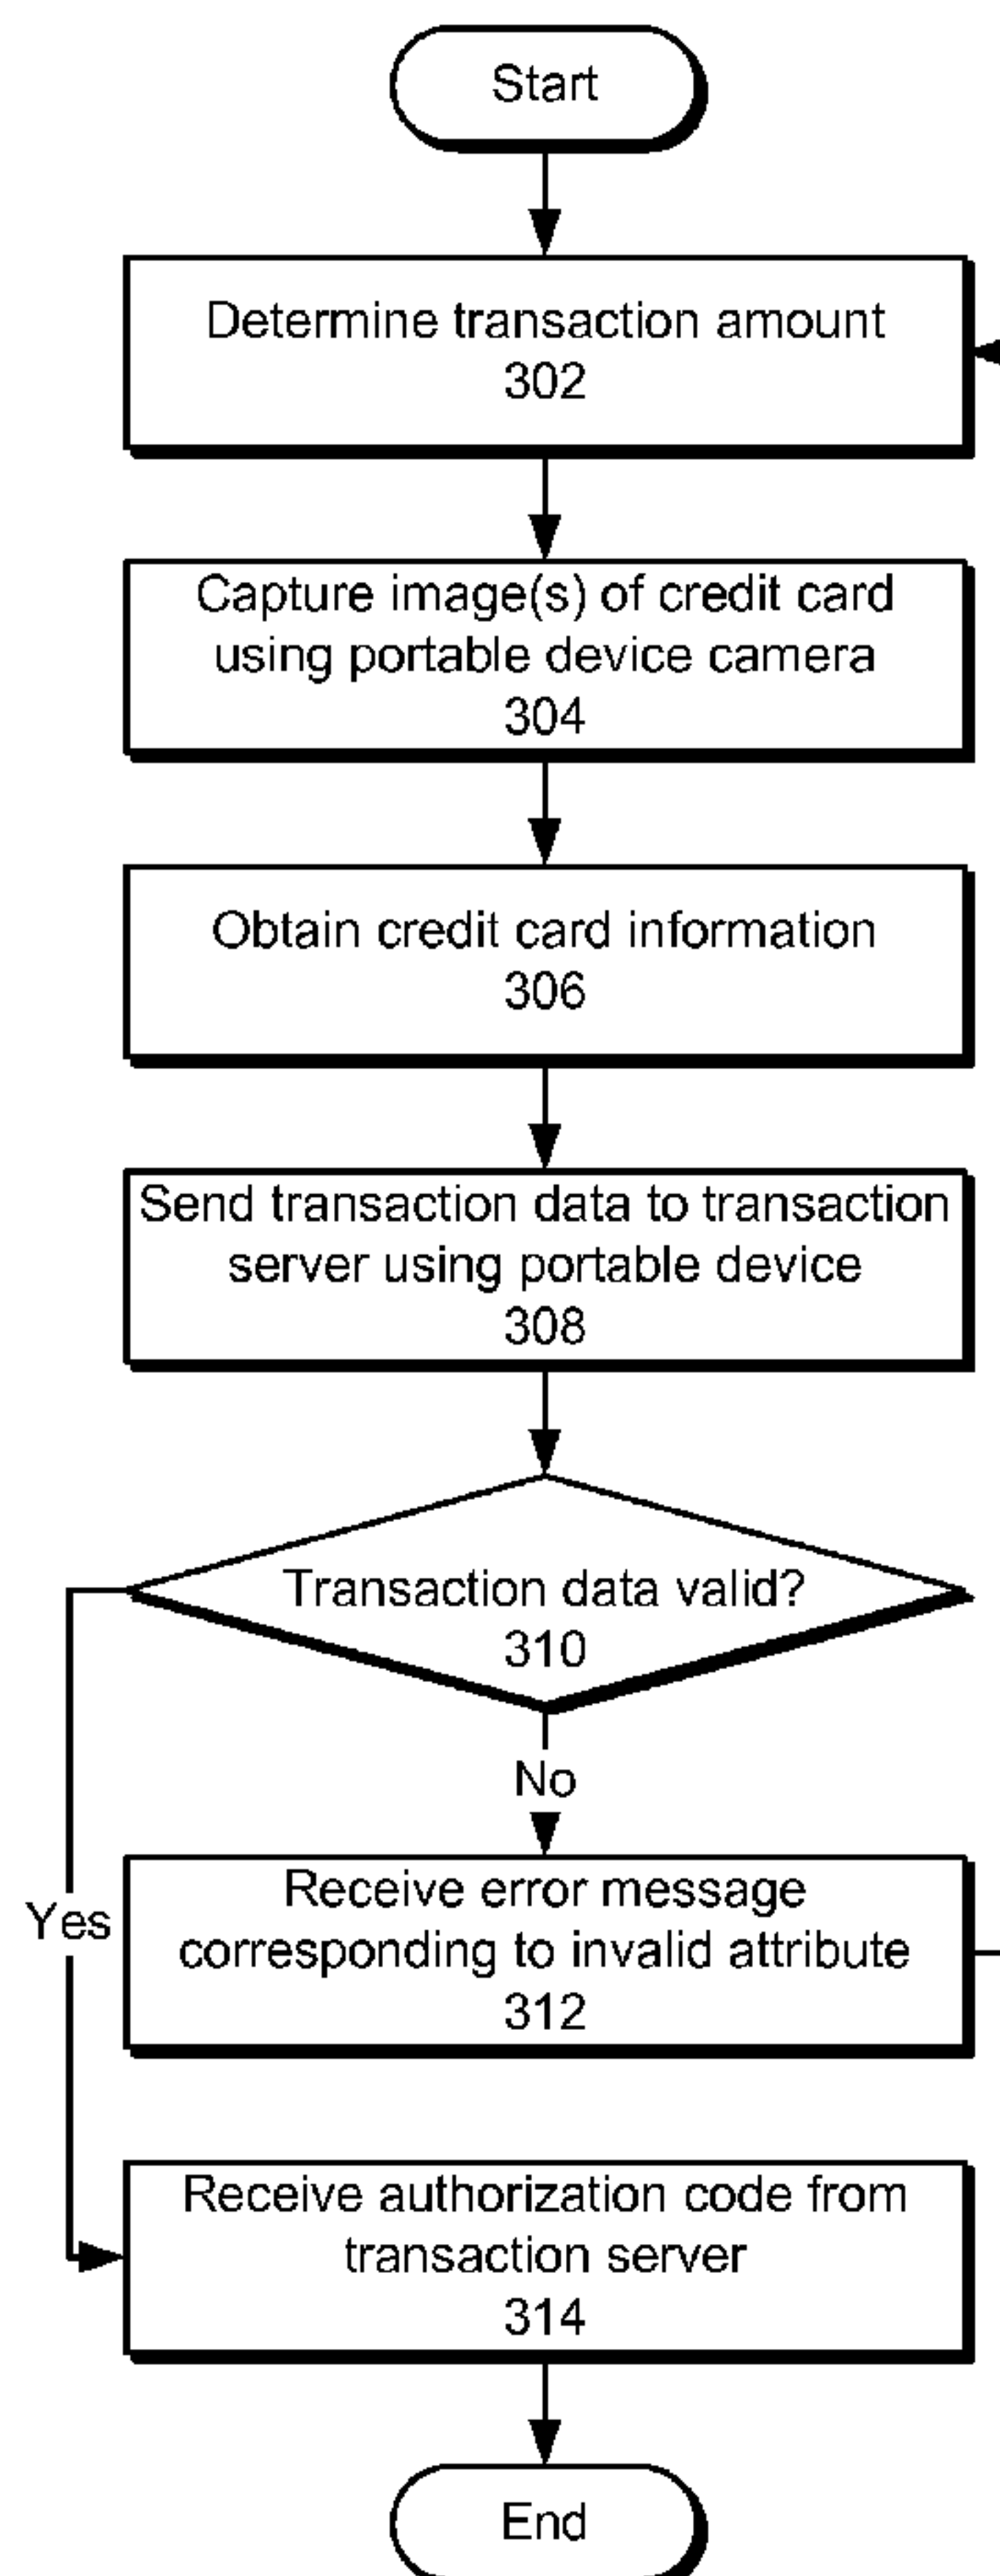 Start
Determine transaction amount
302
Capture image(s) of credit card
using portable device camera
304
Obtain credit card information
306
Send transaction data to transaction
server using portable device
308
Transaction data valid?
310
No
Receive error message
corresponding to invalid attribute
312
Yes
Receive authorization code from
transaction server
314
End